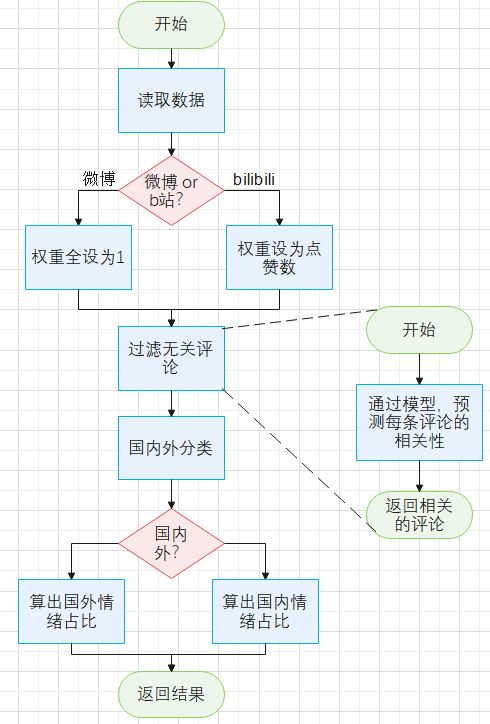 开始
读取数据
微博
微博 or
b站?
bilibili
权重全设为1
权重设为点
赞数
过滤无关评
论
国内外分类
国内
外?
算出国外情
绪占比
算出国内情
绪占比
返回结果
开始
通过模型，预
测每条评论的
相关性
返回相关
的评论